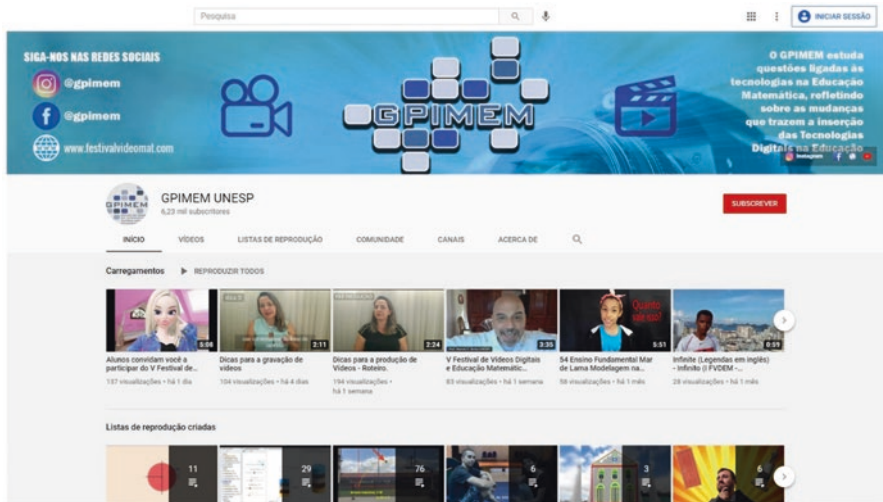 Pesquisa
INICIAR SESSÃO
SIGA-NOS NAS REDES SOCIAIS
@gpimem
@gpimem
www.festivalvideomat.com
GPIMEM
O GPIMEM estuda
questões ligadas às
tecnologias na Educação
Matemática, refletindo
sobre as mudanças
que trazem a inserção
das Tecnologias
Digitais na Educação
Instagram
GPIMEM
GPIMEM UNESP
6,23 mil subscritores
SUBSCREVER
INÍCIO VÍDEOS LISTAS DE REPRODUÇÃO COMUNIDADE CANAIS ACERCA DE
Carregamentos REPRODUZIR TODOS
Quanto
vale isso?
5:08 2:11 2:24 3:35 5:51 8:59
Alunos convidam você a
participar do V Festival de...
137 visualizações • há 1 dia
Dicas para a gravação de
vídeos
104 visualizações • há 4 dias
Dicas para a produção de
Vídeos - Roteiro.
194 visualizações •
há 1 semana
V Festival de Vídeos Digitais
e Educação Matemátic...
83 visualizações • há 1 semana
54 Ensino Fundamental Mar
de Lama Modelagem na...
58 visualizações • há 1 mês
Infinite (Legendas em inglês)
- Infinito (I FVDEM -...
28 visualizações • há 1 mês
Listas de reprodução criadas
11 29 76 6 3 6